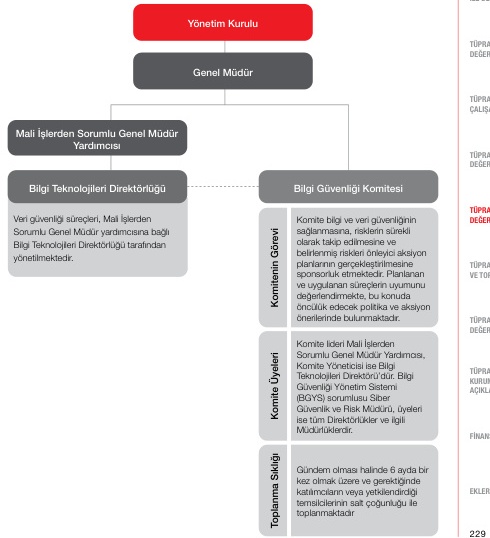 Yönetim Kurulu
Genel Müdür
Mali İşlerden Sorumlu Genel Müdür
Yardımcısı
Bilgi Teknolojileri Direktörlüğü
Veri güvenliği süreçleri, Mali İşlerden
Sorumlu Genel Müdür yardımcısına bağlı
Bilgi Teknolojileri Direktörlüğü tarafından
yönetilmektedir.
Bilgi Güvenliği Komitesi
Komitenin Görevi
Komite bilgi ve veri güvenliğinin
sağlanmasına, risklerin sürekli
olarak takip edilmesine ve
belirlenmiş riskleri önleyici aksiyon
planlarının gerçekleştirilmesine
sponsorluk etmektedir. Planlanan
ve uygulanan süreçlerin uyumunu
değerlendirmekte, bu konuda
öncülük edecek politika ve aksiyon
önerilerinde bulunmaktadır.
Komite Üyeleri
Komite lideri Mali İşlerden
Sorumlu Genel Müdür Yardımcısı,
Komite Yöneticisi ise Bilgi
Teknolojileri Direktörü'dür. Bilgi
Güvenliği Yönetim Sistemi
(BGYS) sorumlusu Siber
Güvenlik ve Risk Müdürü, üyeleri
ise tüm Direktörlükler ve ilgili
Müdürlüklerdir.
Toplanma Sıklığı
Gündem olması halinde 6 ayda bir
kez olmak üzere ve gerektiğinde
katılımcıların veya yetkilendirdiği
temsilcilerinin salt çoğunluğu ile
toplanmaktadır
TÜPRA
DEĞER
TÜPRA
ÇALIŞA
TÜPRA
DEĞER
TÜPRA
DEĞER
TÜPRA
VE TOP
TÜPRA
DEĞER
TÜPRA
KURUM
AÇIKLA
FİNAN
EKLER
229